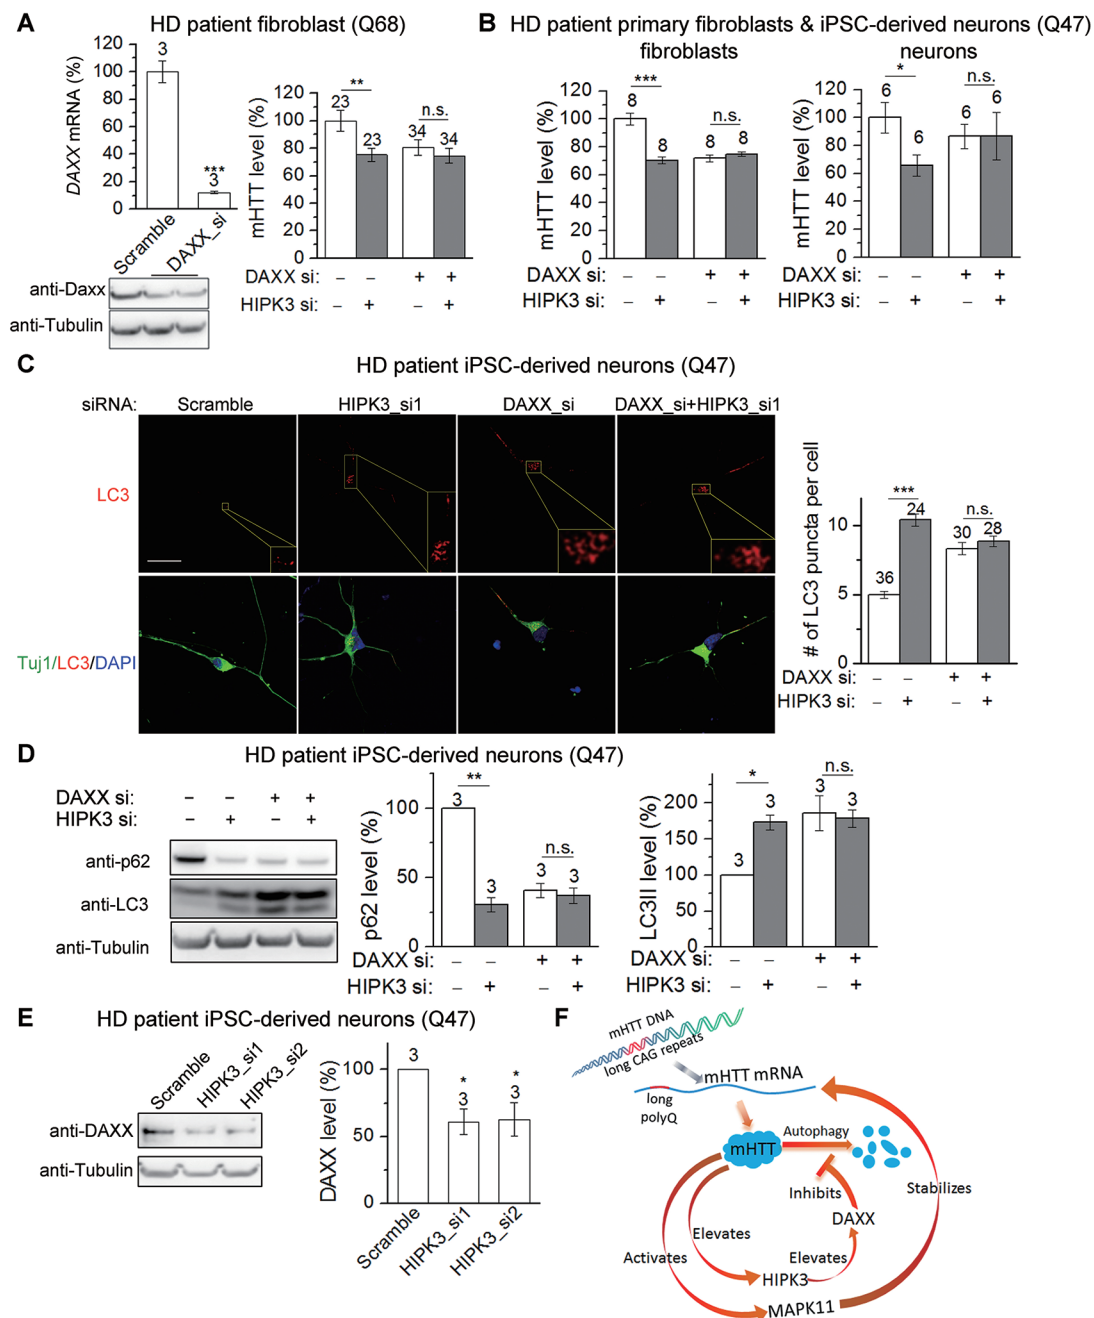 A
HD patient fibroblast (Q68)
DAXX mRNA (%)
120
100
80
60
40
20
0
3
***
3
Scramble
DAXX_si
anti-Daxx
anti-Tubulin
mHTT level (%)
120
100
80
60
40
20
0
**
n.s.
23
23
34
34
DAXX si: – – + +
HIPK3 si: – + – +
B
HD patient primary fibroblasts & iPSC-derived neurons (Q47)
fibroblasts
neurons
mHTT level (%)
120
100
80
60
40
20
0
***
n.s.
8
8
8
8
DAXX si: – – + +
HIPK3 si: – + – +
mHTT level (%)
120
100
80
60
40
20
0
*
n.s.
6
6
6
6
DAXX si: – – + +
HIPK3 si: – + – +
C
HD patient iPSC-derived neurons (Q47)
siRNA: Scramble HIPK3_si1 DAXX_si DAXX_si+HIPK3_si1
LC3
Tuj1/LC3/DAPI
# of LC3 puncta per cell
10
5
0
***
n.s.
36
24
30
28
DAXX si: – – + +
HIPK3 si: – + – +
D
HD patient iPSC-derived neurons (Q47)
DAXX si: – – + +
HIPK3 si: – + – +
anti-p62
anti-LC3
anti-Tubulin
p62 level (%)
100
50
0
**
n.s.
3
3
3
3
DAXX si: – – + +
HIPK3 si: – + – +
LC3II level (%)
200
150
100
50
0
*
n.s.
3
3
3
3
DAXX si: – – + +
HIPK3 si: – + – +
E
HD patient iPSC-derived neurons (Q47)
Scramble
HIPK3_si1
HIPK3_si2
anti-DAXX
anti-Tubulin
DAXX level (%)
100
50
0
3
*
3
*
3
Scramble
HIPK3_si1
HIPK3_si2
F
mHTT DNA
long CAG repeats
mHTT mRNA
long
polyQ
Autophagy
mHTT
Inhibits
Stabilizes
DAXX
Elevates
Activates
Elevates
HIPK3
MAPK11